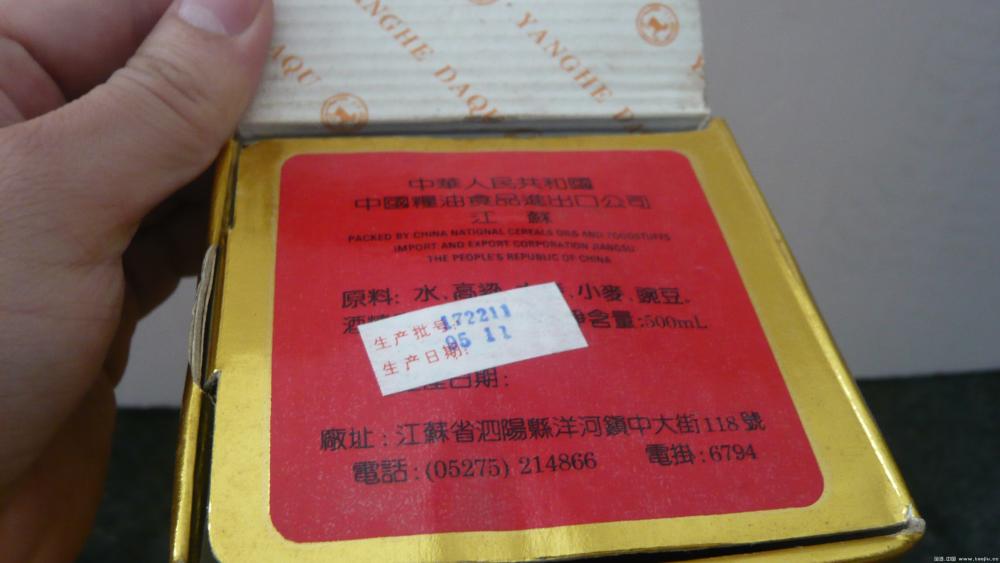 YANGHE DAQU
YANGHE DAQU
中華人民共和國
中國糧油食品進出口公司
江 蘇
PACKED BY CHINA NATIONAL CEREALS OILS AND FOODSTUFFS
IMPORT AND EXPORT CORPORATION JIANGSU
THE PEOPLE'S REPUBLIC OF CHINA
原料: 水、高粱、小麥、豌豆。
含量:500mL
生产批号:172211
生产日期:95 11
日期:
廠址:江蘇省泗陽縣洋河鎮中大街118號
電話:(05275) 214866 電掛:6794